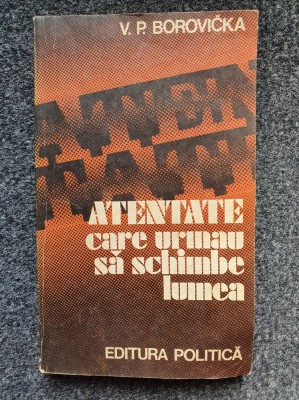 V. P. BOROVIČKA
ATENTATE
care urmau
să schimbe
lumea
EDITURA POLITICĂ